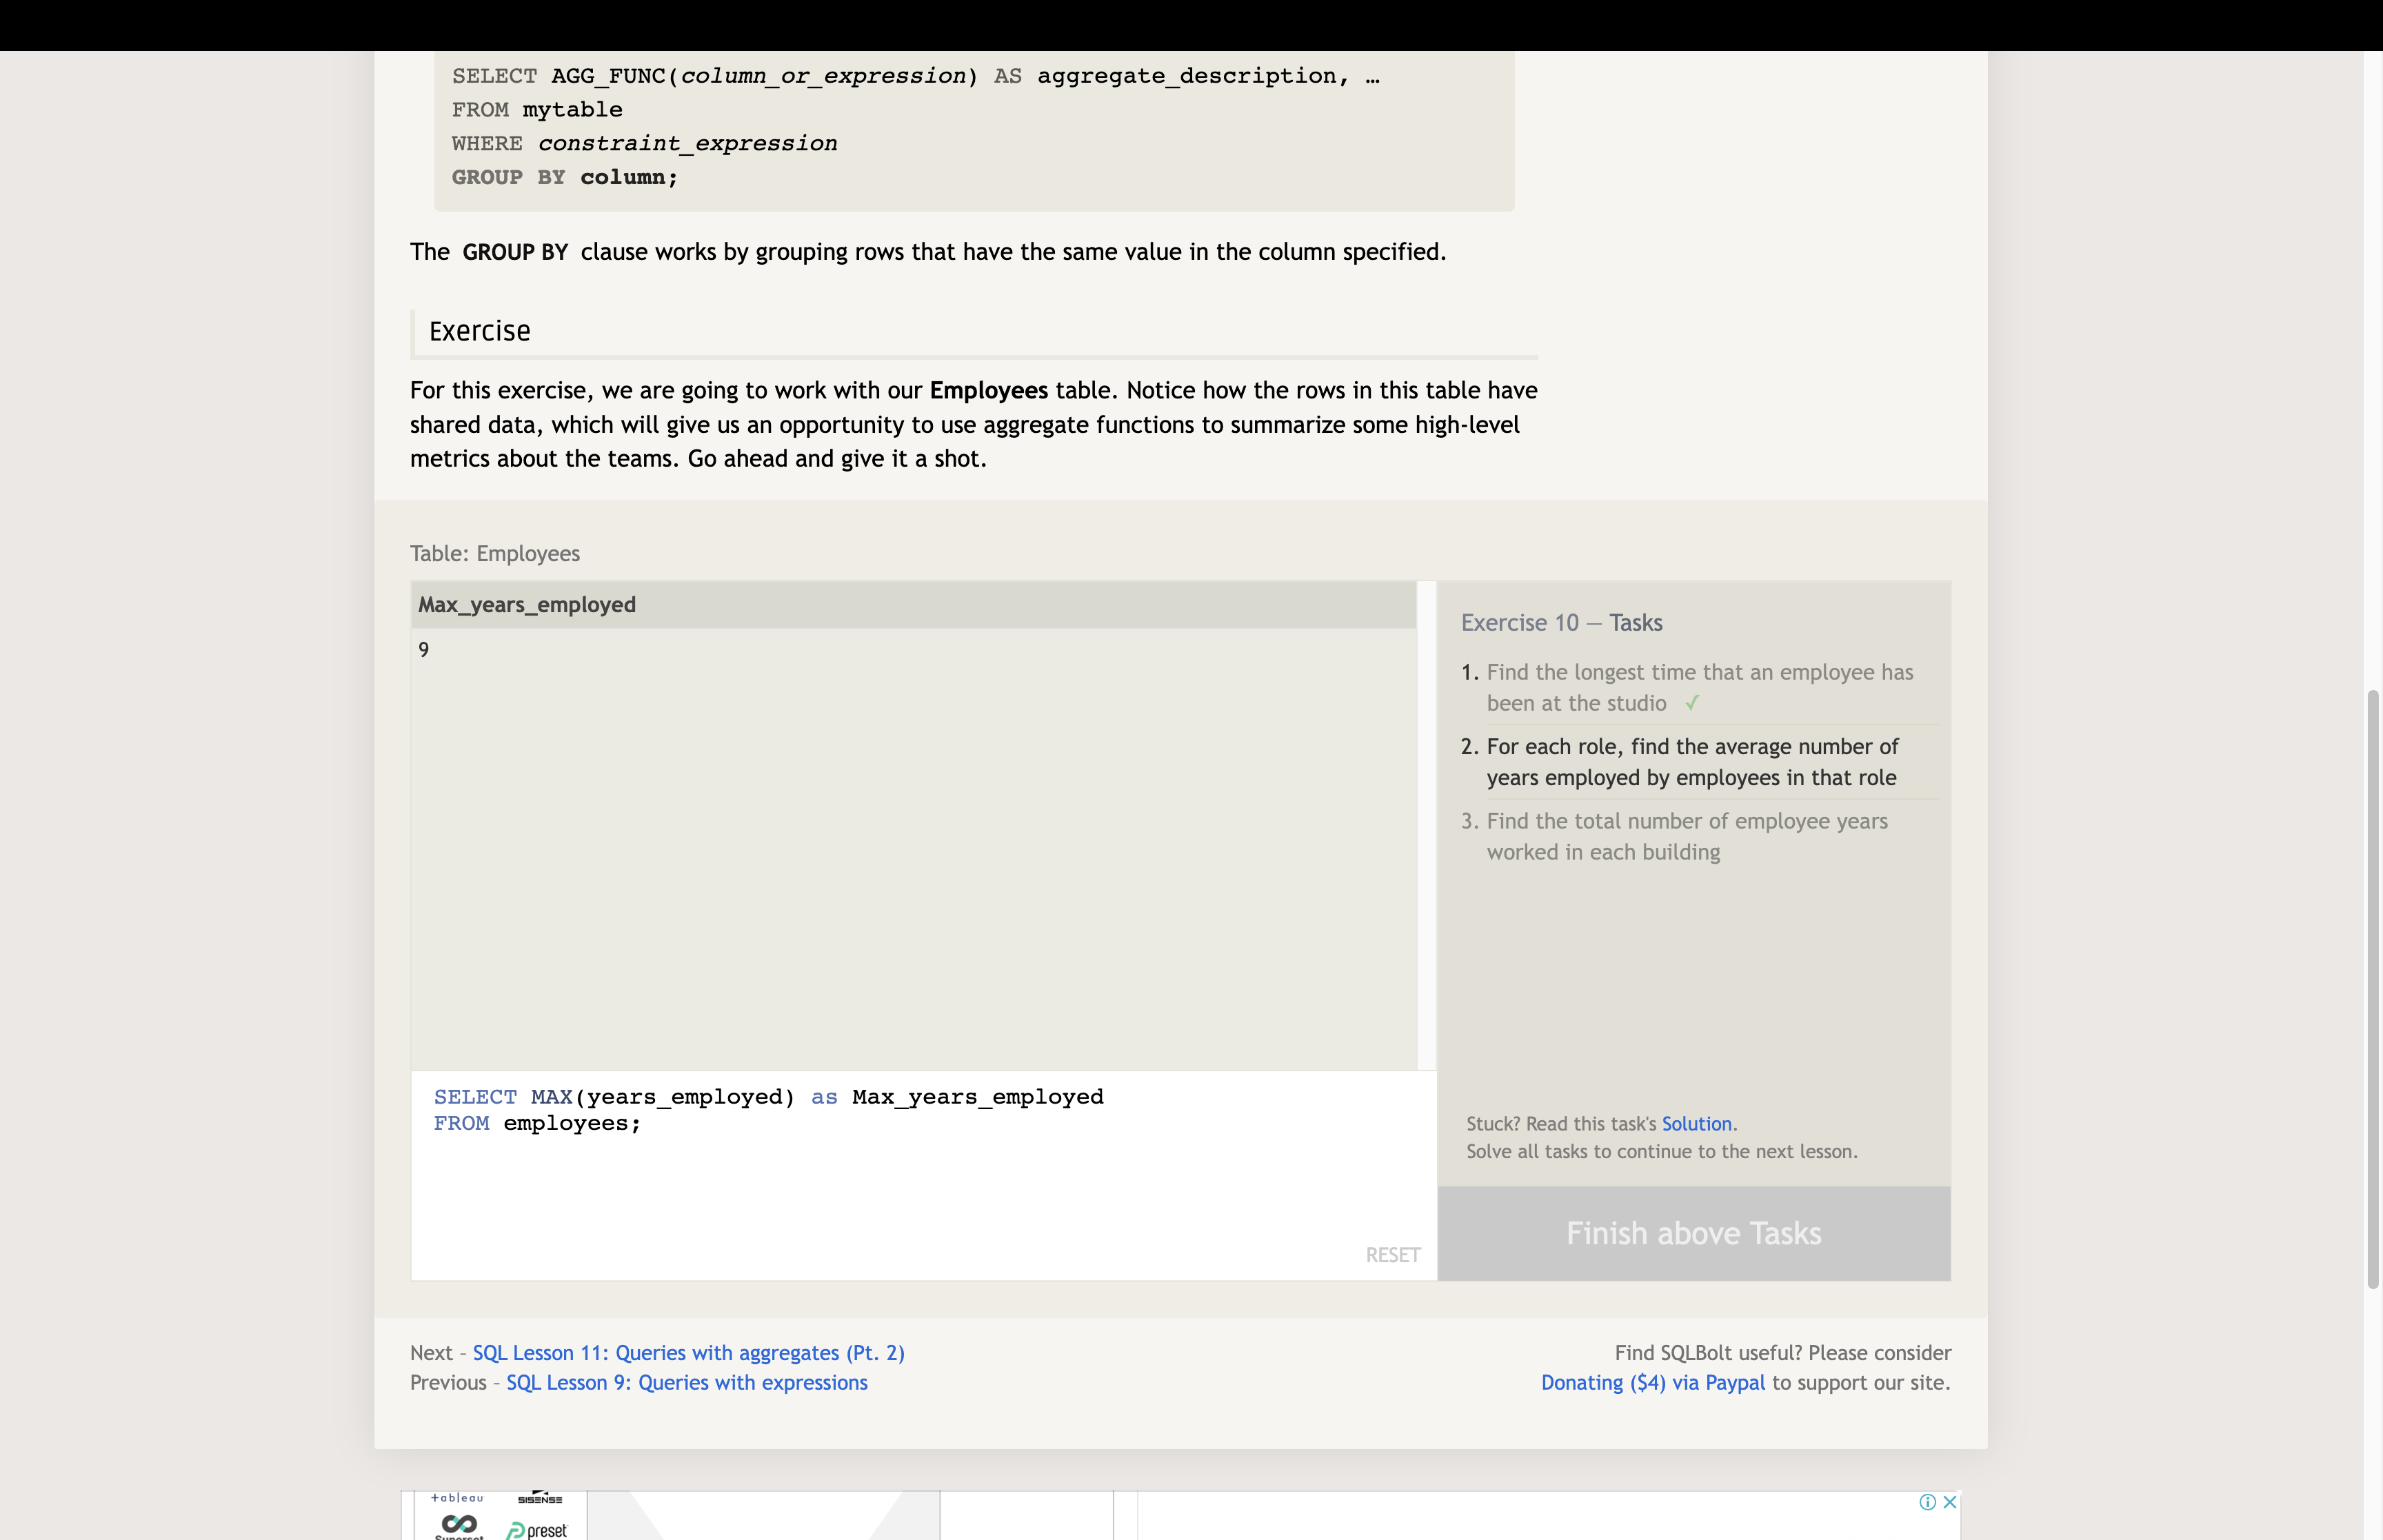 SELECT AGG_FUNC(column_or_expression) AS aggregate_description, …
FROM mytable
WHERE constraint_expression
GROUP BY column;
The GROUP BY clause works by grouping rows that have the same value in the column specified.
Exercise
For this exercise, we are going to work with our Employees table. Notice how the rows in this table have
shared data, which will give us an opportunity to use aggregate functions to summarize some high-level
metrics about the teams. Go ahead and give it a shot.
Table: Employees
Max_years_employed
9
SELECT MAX(years_employed) as Max_years_employed
FROM employees;
RESET
Exercise 10 — Tasks
1. Find the longest time that an employee has
been at the studio ✓
2. For each role, find the average number of
years employed by employees in that role
3. Find the total number of employee years
worked in each building
Stuck? Read this task's Solution.
Solve all tasks to continue to the next lesson.
Finish above Tasks
Next – SQL Lesson 11: Queries with aggregates (Pt. 2)
Previous – SQL Lesson 9: Queries with expressions
Find SQLBolt useful? Please consider
Donating ($4) via Paypal to support our site.
+ableau
SISENSE
Superset
preset